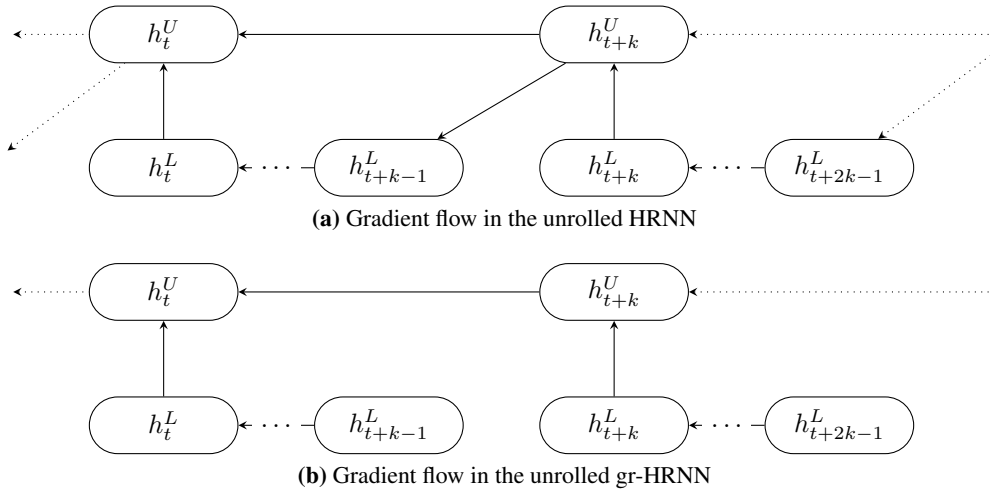 h_t^U h_{t+k}^U
h_t^L ··· h_{t+k-1}^L h_{t+k}^L ··· h_{t+2k-1}^L
(a) Gradient flow in the unrolled HRNN
h_t^U h_{t+k}^U
h_t^L ··· h_{t+k-1}^L h_{t+k}^L ··· h_{t+2k-1}^L
(b) Gradient flow in the unrolled gr-HRNN